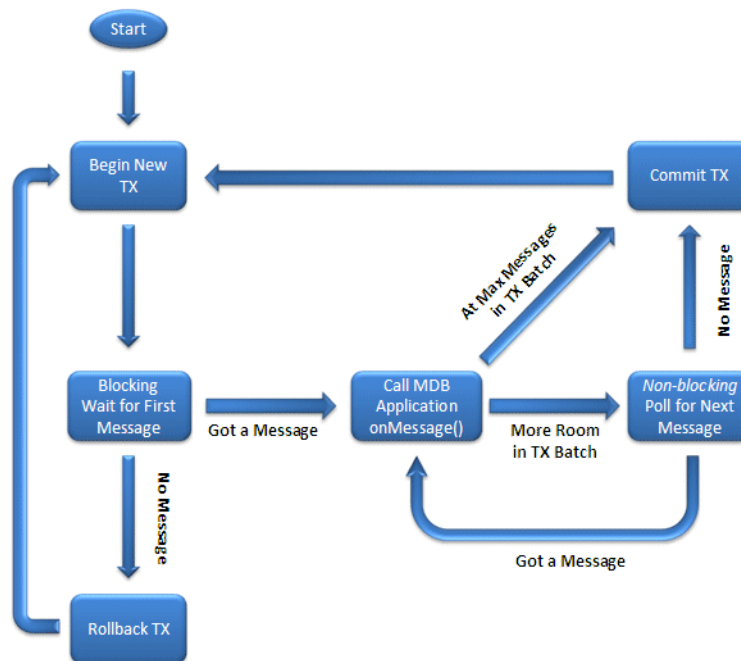 Start
Begin New
TX
Commit TX
At Max Messages
in TX Batch
No Message
Blocking
Wait for First
Message
Got a Message
Call MDB
Application
onMessage()
More Room
in TX Batch
Non-blocking
Poll for Next
Message
No Message
Got a Message
Rollback TX